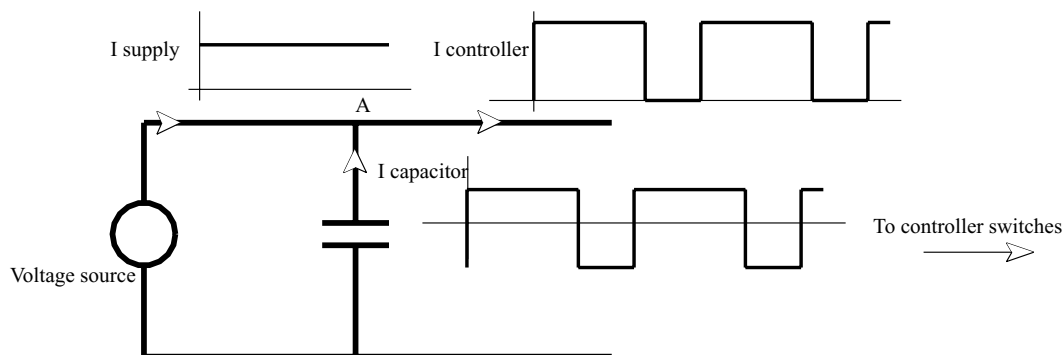 I supply
I controller
A
I capacitor
To controller switches
Voltage source